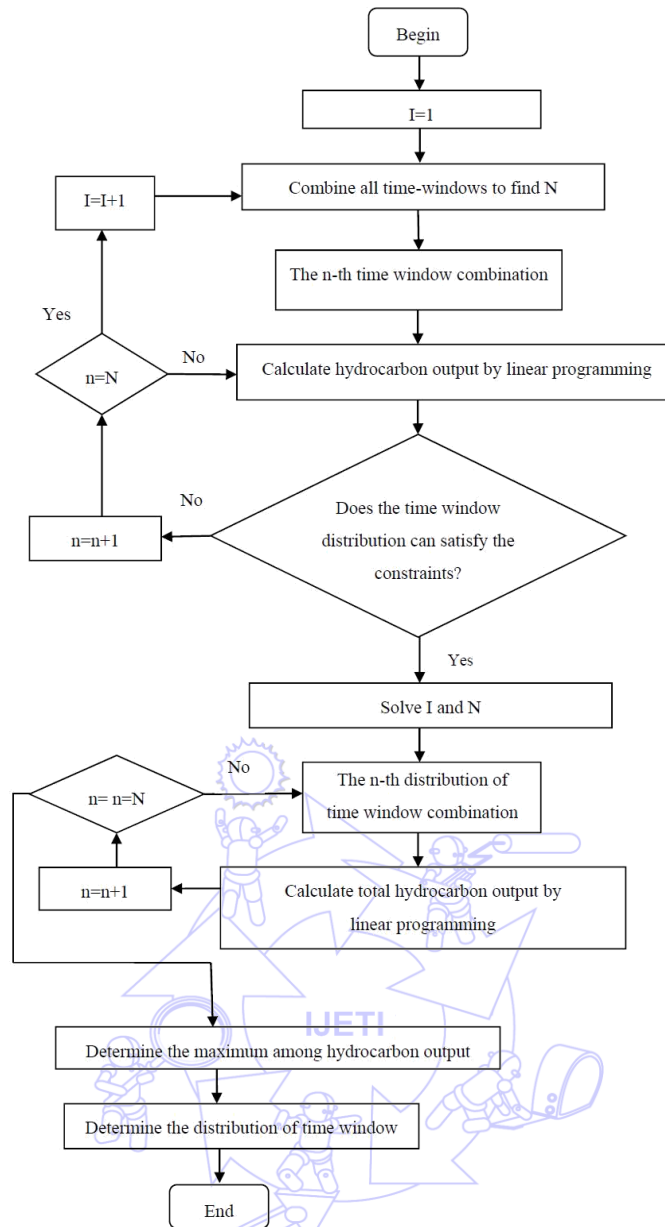 Begin
I=1
Combine all time-windows to find N
I=I+1
The n-th time window combination
Yes
No
n=N
Calculate hydrocarbon output by linear programming
No
n=n+1
Does the time window
distribution can satisfy the
constraints?
Yes
Solve I and N
No
n= n=N
The n-th distribution of
time window combination
n=n+1
Calculate total hydrocarbon output by
linear programming
IJETI
Determine the maximum among hydrocarbon output
Determine the distribution of time window
End